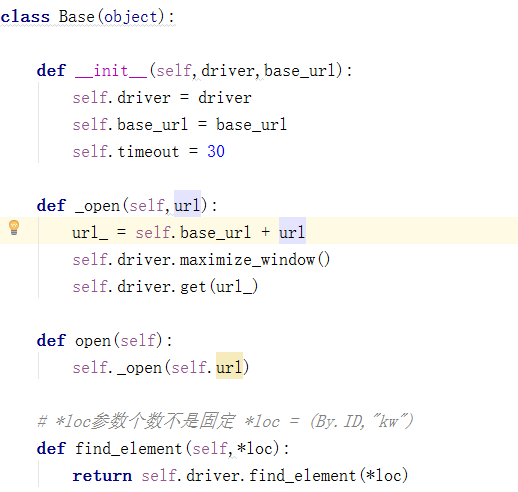 class Base(object):
def __init__(self,driver,base_url):
self.driver = driver
self.base_url = base_url
self.timeout = 30
def _open(self,url):
url_ = self.base_url + url
self.driver.maximize_window()
self.driver.get(url_)
def open(self):
self._open(self.url)
# *loc参数个数不是固定 *loc = (By.ID,"kw")
def find_element(self,*loc):
return self.driver.find_element(*loc)